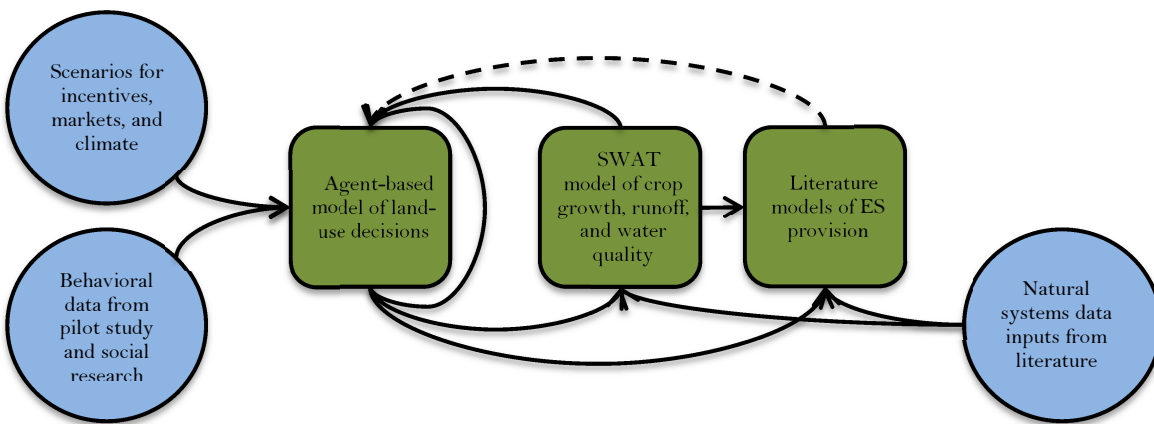 Scenarios for
incentives,
markets, and
climate
Behavioral
data from
pilot study
and social
research
Agent-based
model of land-
use decisions
SWAT
model of crop
growth, runoff,
and water
quality
Literature
models of ES
provision
Natural
systems data
inputs from
literature